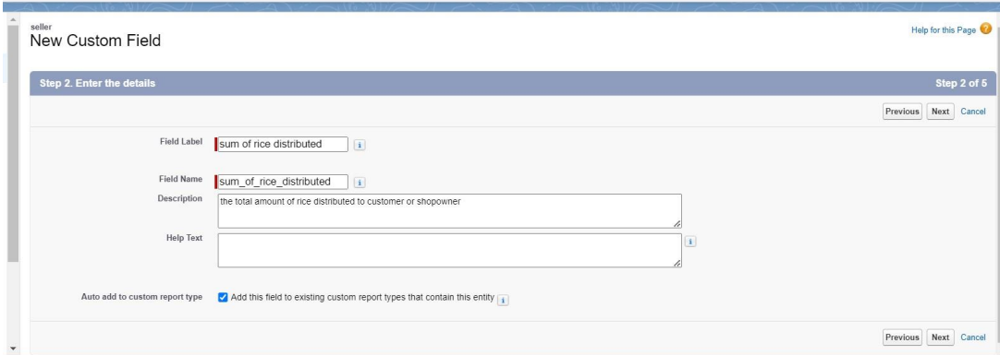 seller
New Custom Field
Help for this Page
Step 2. Enter the details
Step 2 of 5
Previous Next Cancel
Field Label sum of rice distributed
Field Name sum_of_rice_distributed
Description the total amount of rice distributed to customer or shopowner
Help Text
Auto add to custom report type Add this field to existing custom report types that contain this entity
Previous Next Cancel